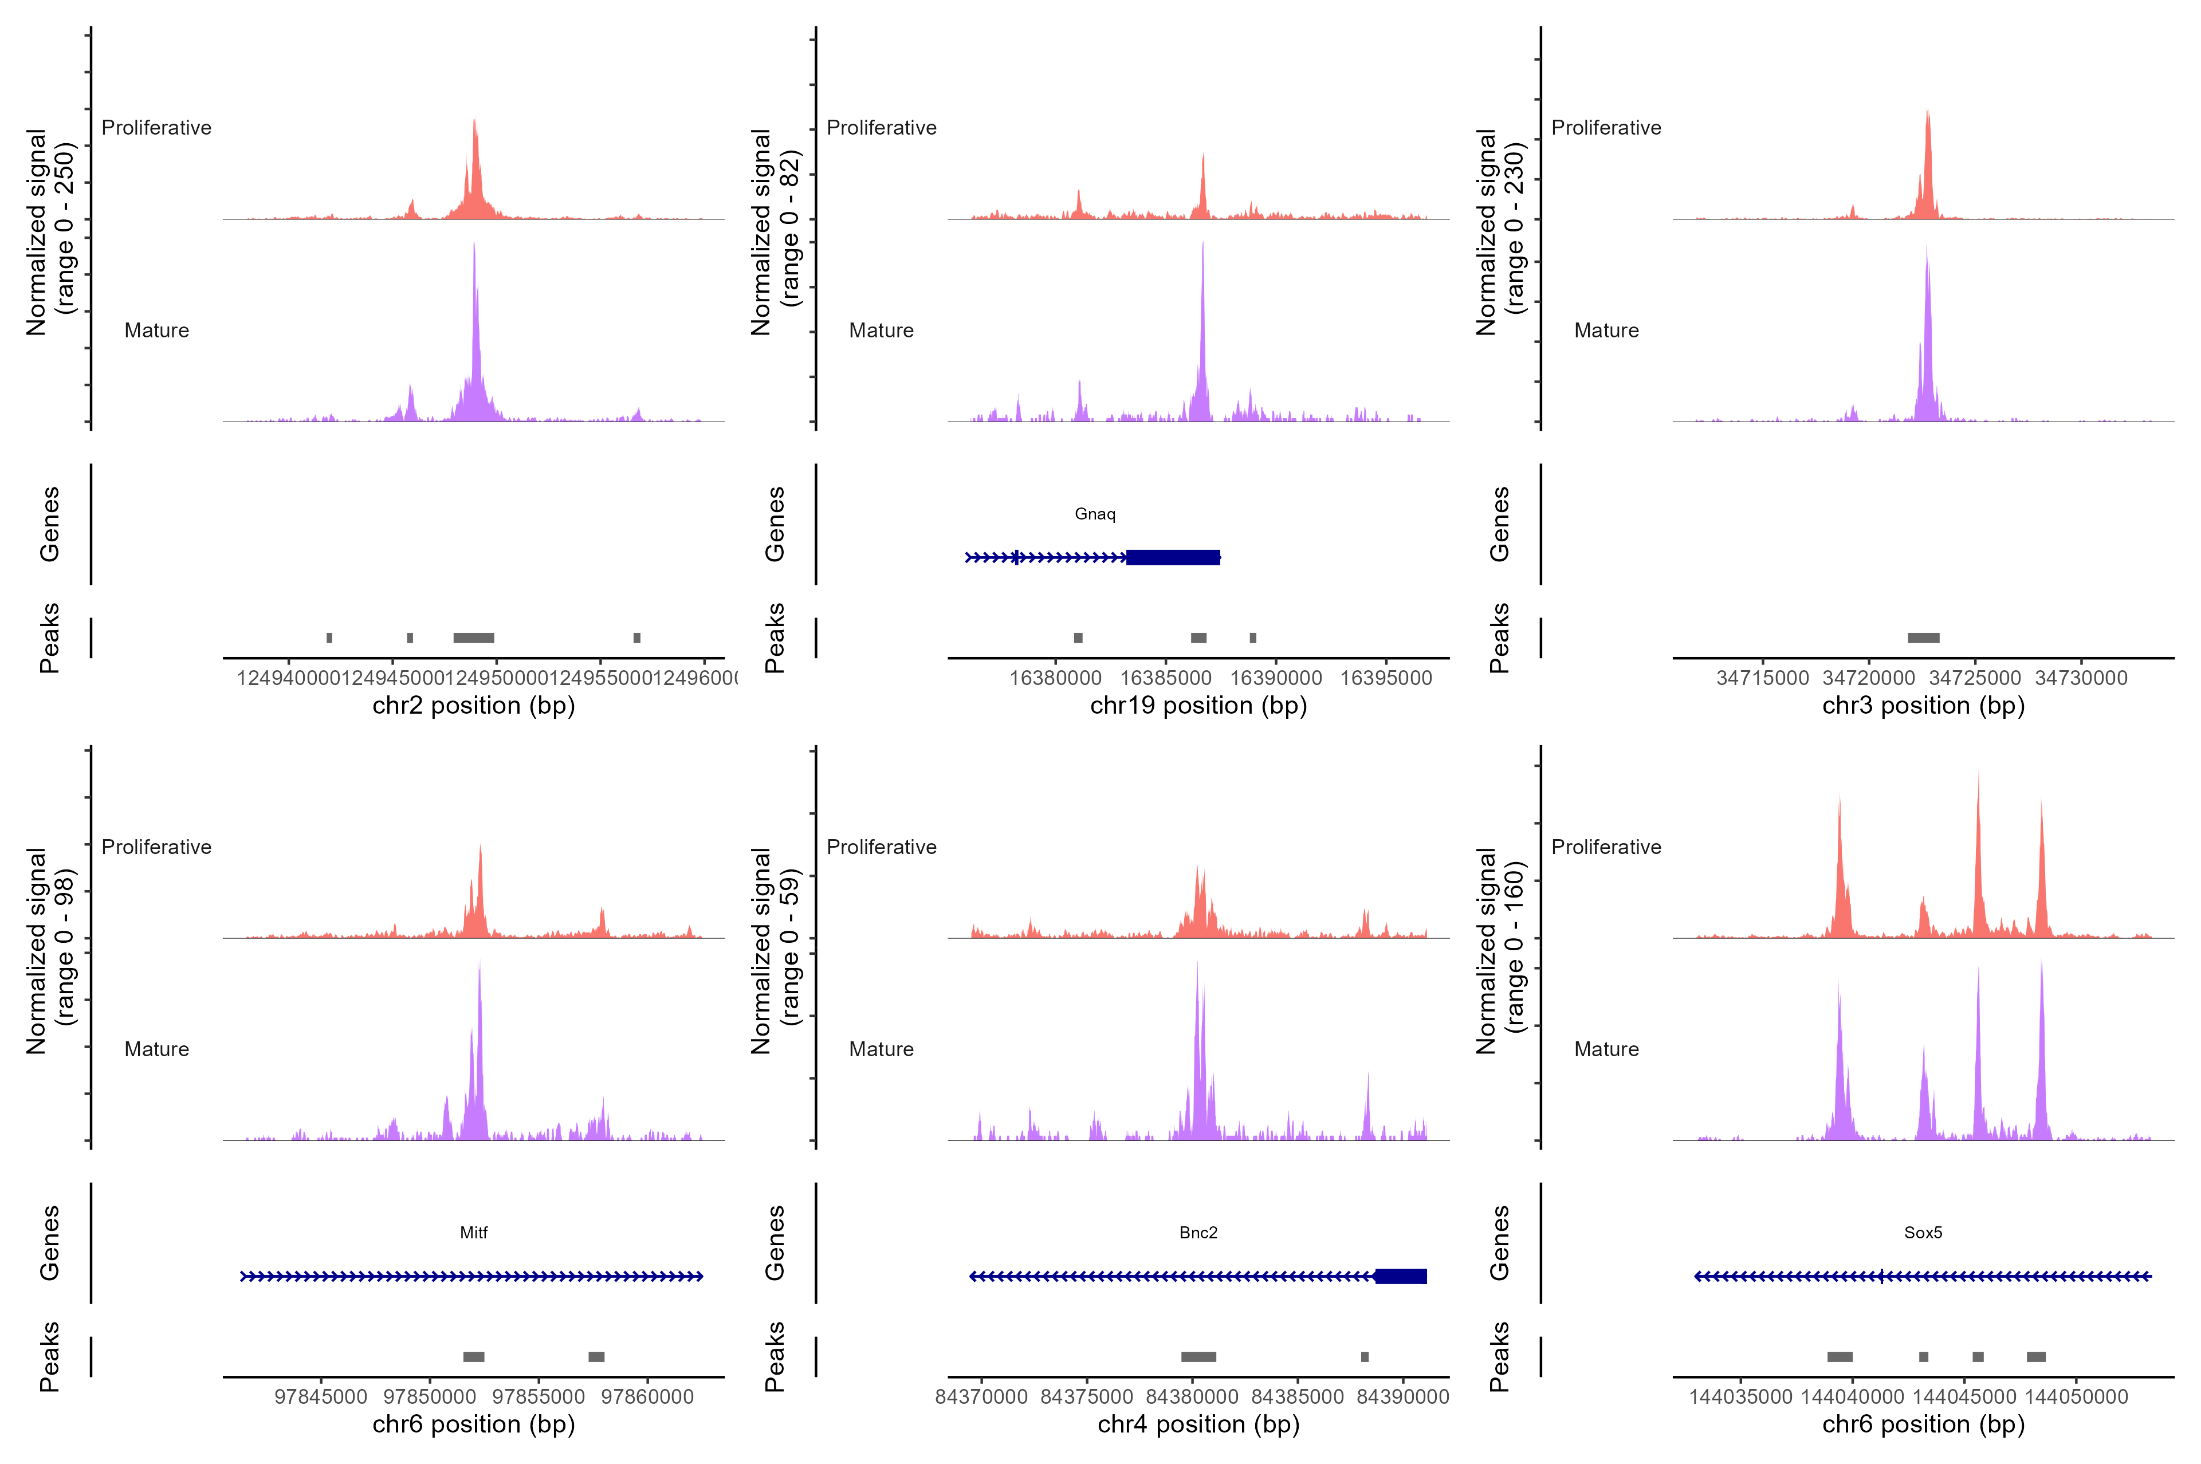 Normalized signal
(range 0 - 250)
Proliferative
Mature
Genes
Peaks
124940000 124945000 124950000 124955000 12496000
chr2 position (bp)
Normalized signal
(range 0 - 82)
Proliferative
Mature
Genes
Gnaq
Peaks
16380000 16385000 16390000 16395000
chr19 position (bp)
Normalized signal
(range 0 - 230)
Proliferative
Mature
Genes
Peaks
34715000 34720000 34725000 34730000
chr3 position (bp)
Normalized signal
(range 0 - 98)
Proliferative
Mature
Genes
Mitf
Peaks
97845000 97850000 97855000 97860000
chr6 position (bp)
Normalized signal
(range 0 - 59)
Proliferative
Mature
Genes
Bnc2
Peaks
84370000 84375000 84380000 84385000 84390000
chr4 position (bp)
Normalized signal
(range 0 - 160)
Proliferative
Mature
Genes
Sox5
Peaks
144035000 144040000 144045000 144050000
chr6 position (bp)